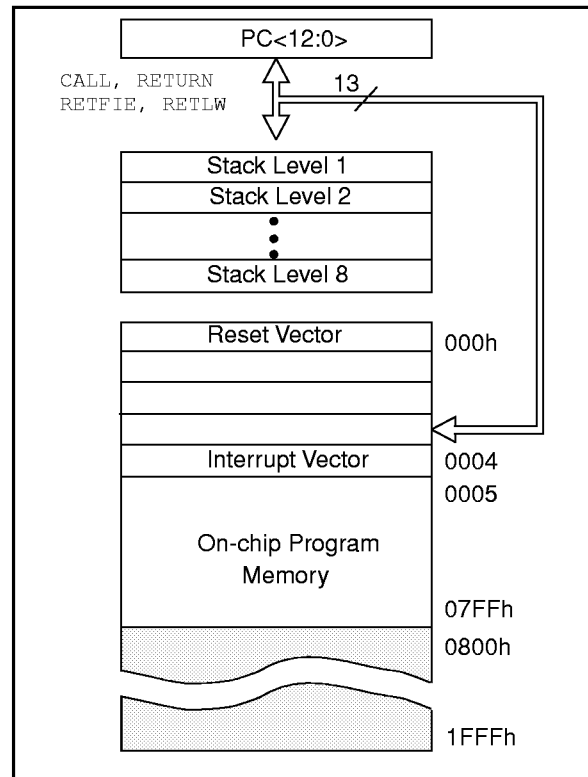 PC<12:0>
CALL, RETURN
RETFIE, RETLW
13
Stack Level 1
Stack Level 2
Stack Level 8
Reset Vector
000h
Interrupt Vector
0004
0005
On-chip Program
Memory
07FFh
0800h
1FFFh